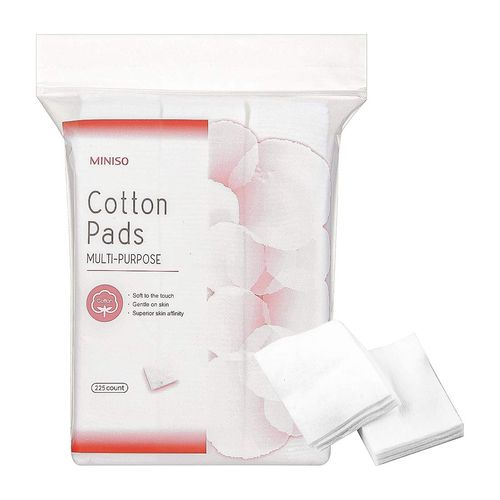 MINISO
Cotton
Pads
MULTI-PURPOSE
Cotton
· Soft to the touch
· Gentle on skin
· Superior skin affinity
225 count